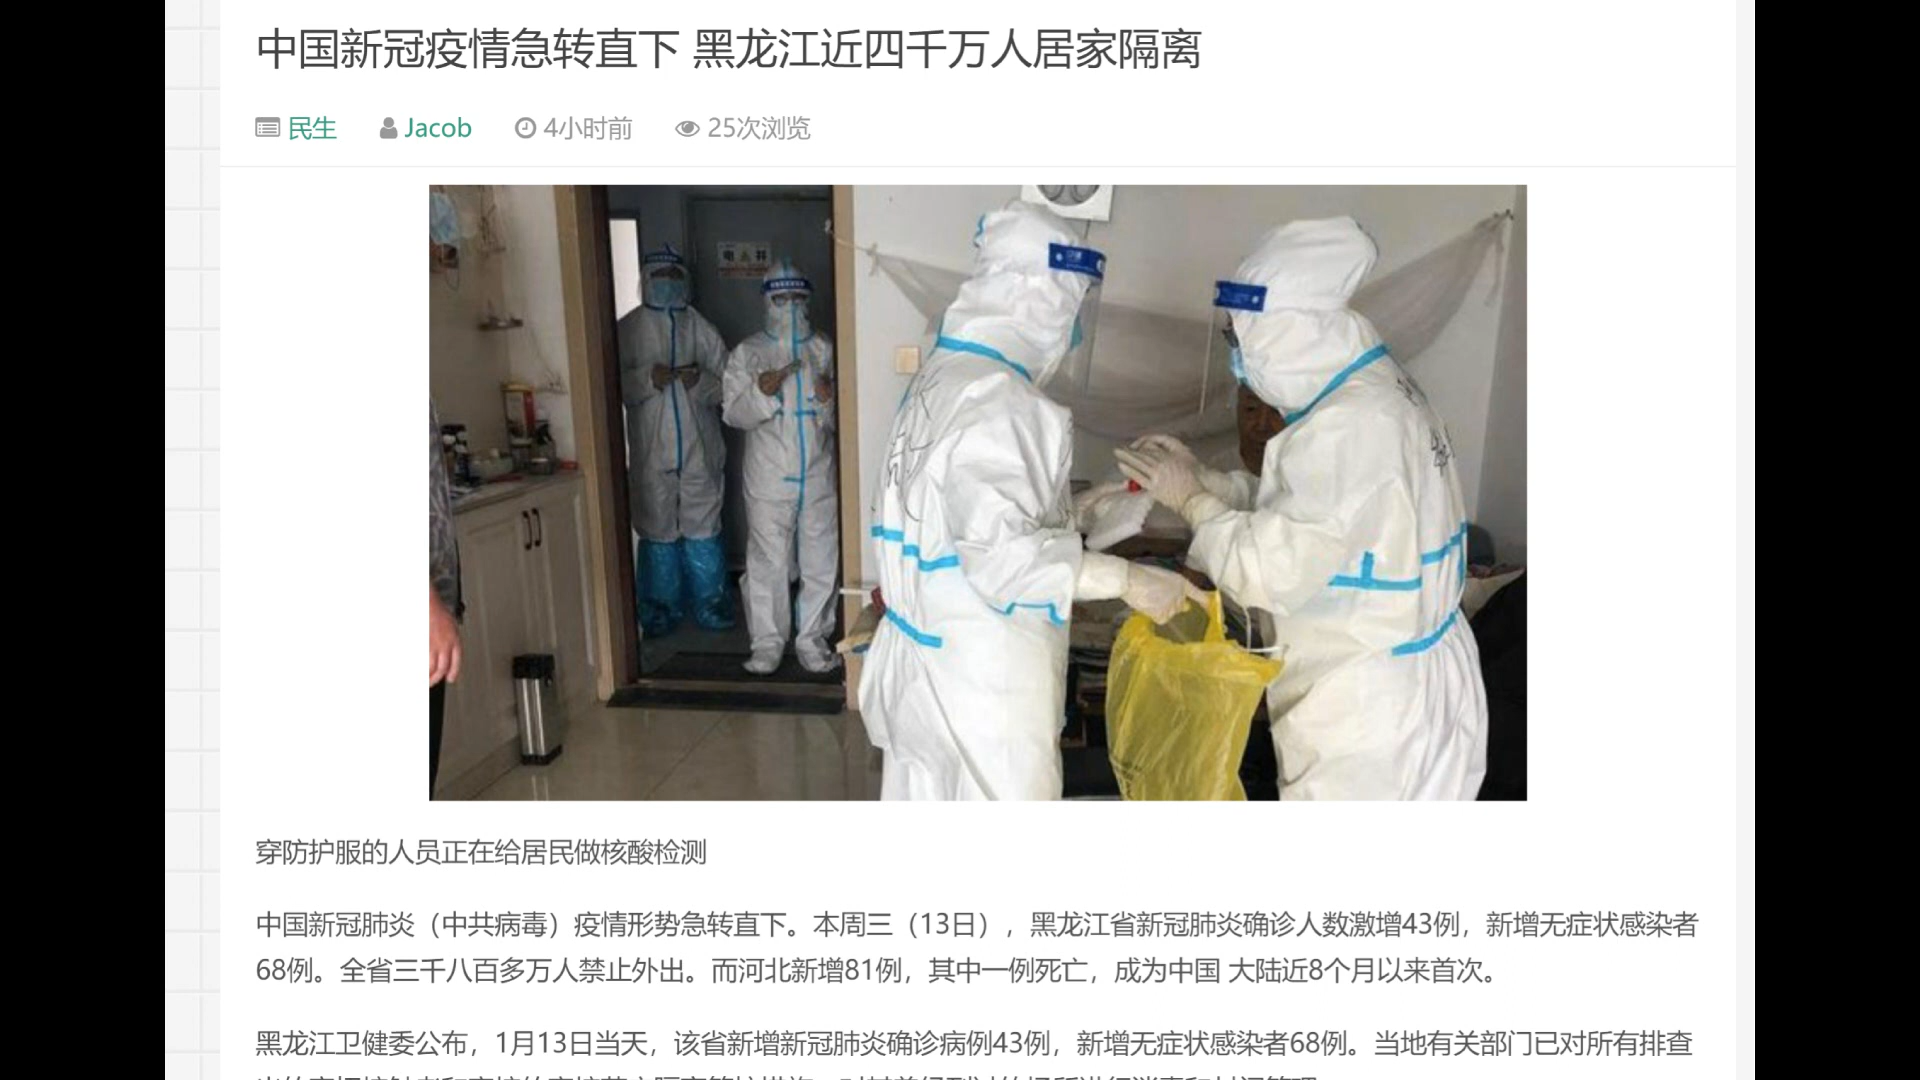 中国新冠疫情急转直下 黑龙江近四千万人居家隔离
民生 Jacob 4小时前 25次浏览
穿防护服的人员正在给居民做核酸检测
中国新冠肺炎（中共病毒）疫情形势急转直下。本周三（13日），黑龙江省新冠肺炎确诊人数激增43例，新增无症状感染者
68例。全省三千八百多万人禁止外出。而河北新增81例，其中一例死亡，成为中国 大陆近8个月以来首次。
黑龙江卫健委公布，1月13日当天，该省新增新冠肺炎确诊病例43例，新增无症状感染者68例。当地有关部门已对所有排查